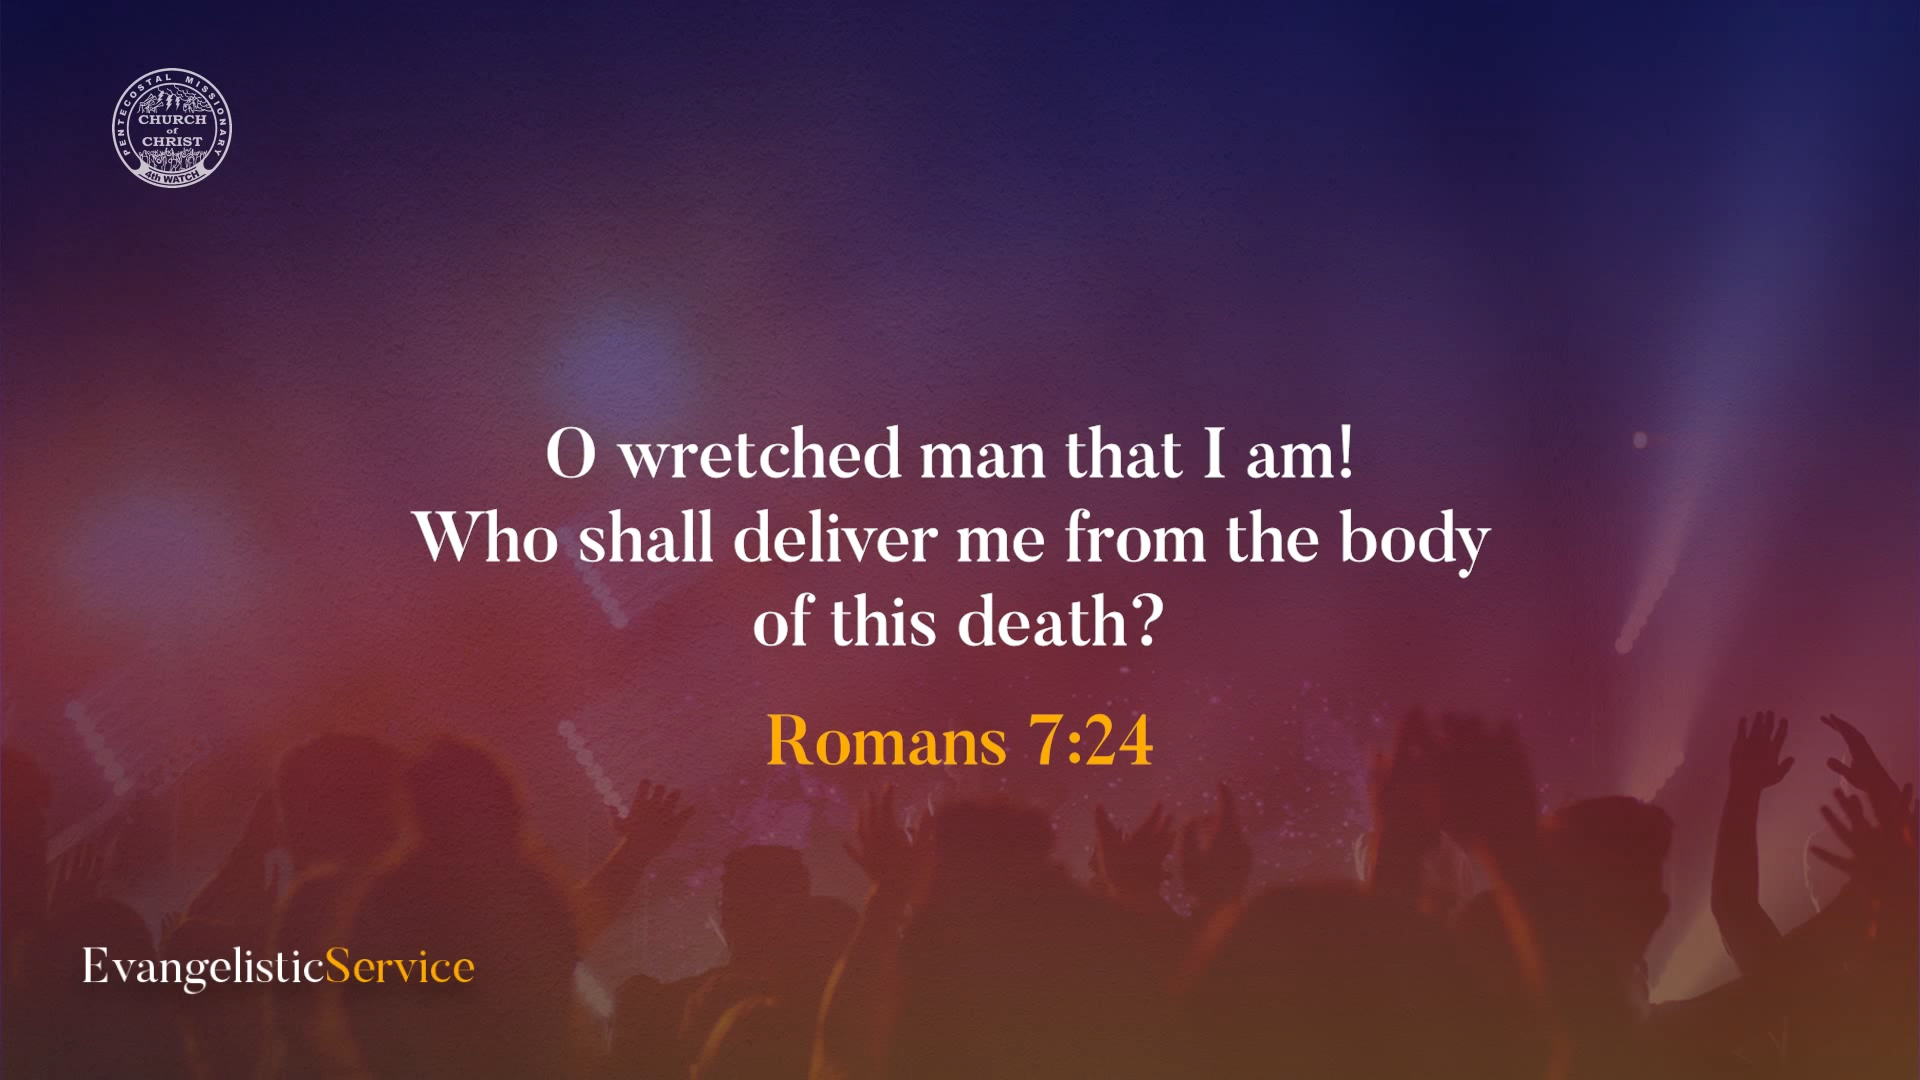 PENTECOSTAL MISSIONARY
CHURCH
of
CHRIST
4th WATCH
O wretched man that I am!
Who shall deliver me from the body
of this death?
Romans 7:24
EvangelisticService